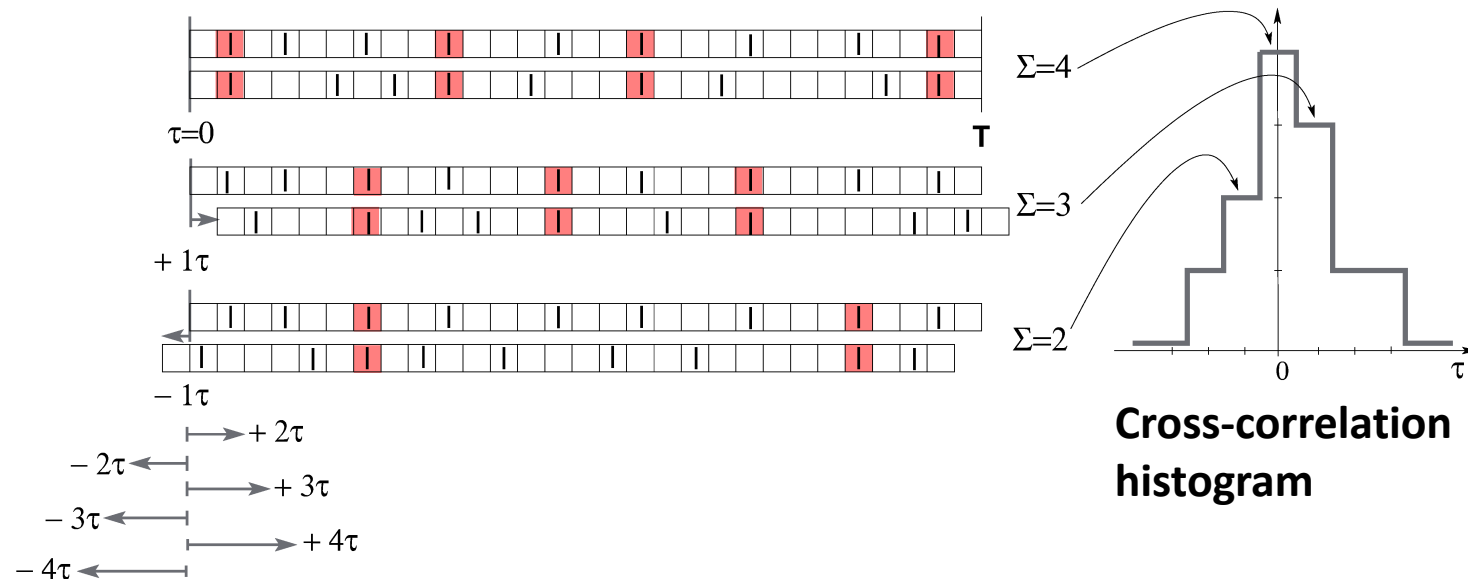 Σ=4
τ=0
T
Σ=3
+ 1τ
Σ=2
− 1τ
0
τ
+ 2τ
− 2τ
+ 3τ
− 3τ
+ 4τ
− 4τ
Cross-correlation
histogram